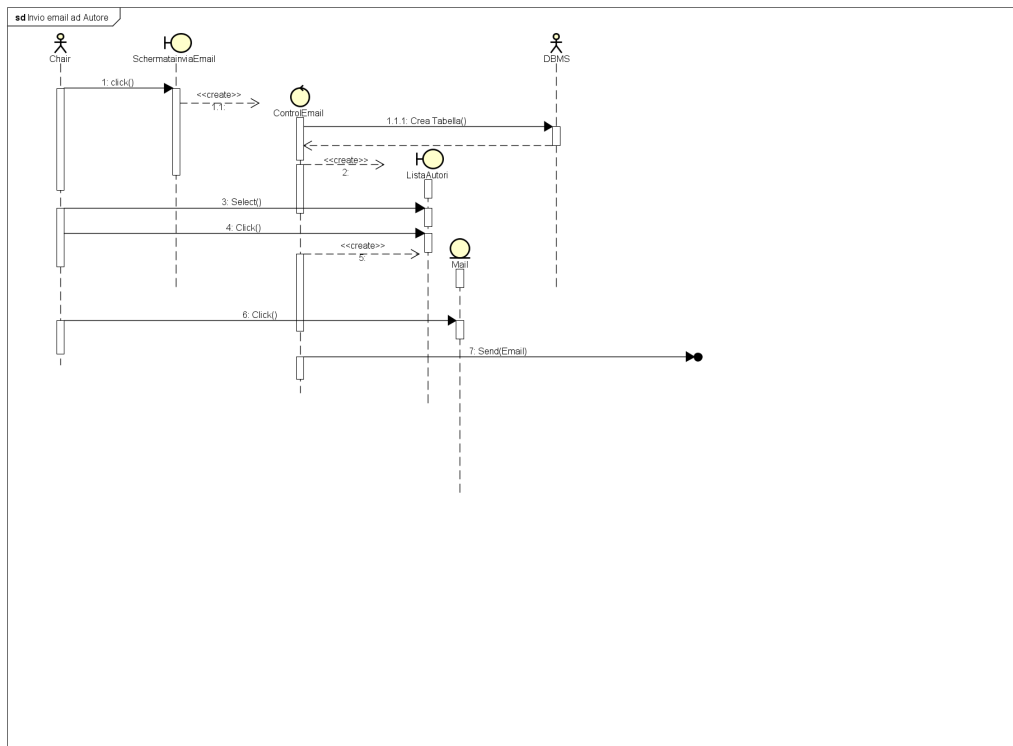 sd Invio email ad Autore
Chair
SchermatainviaEmail
DBMS
1: click()
<<create>>
1.1:
ControlEmail
1.1.1: Crea Tabella()
<<create>>
2:
ListaAutori
3: Select()
4: Click()
<<create>>
5:
Mail
6: Click()
7: Send(Email)